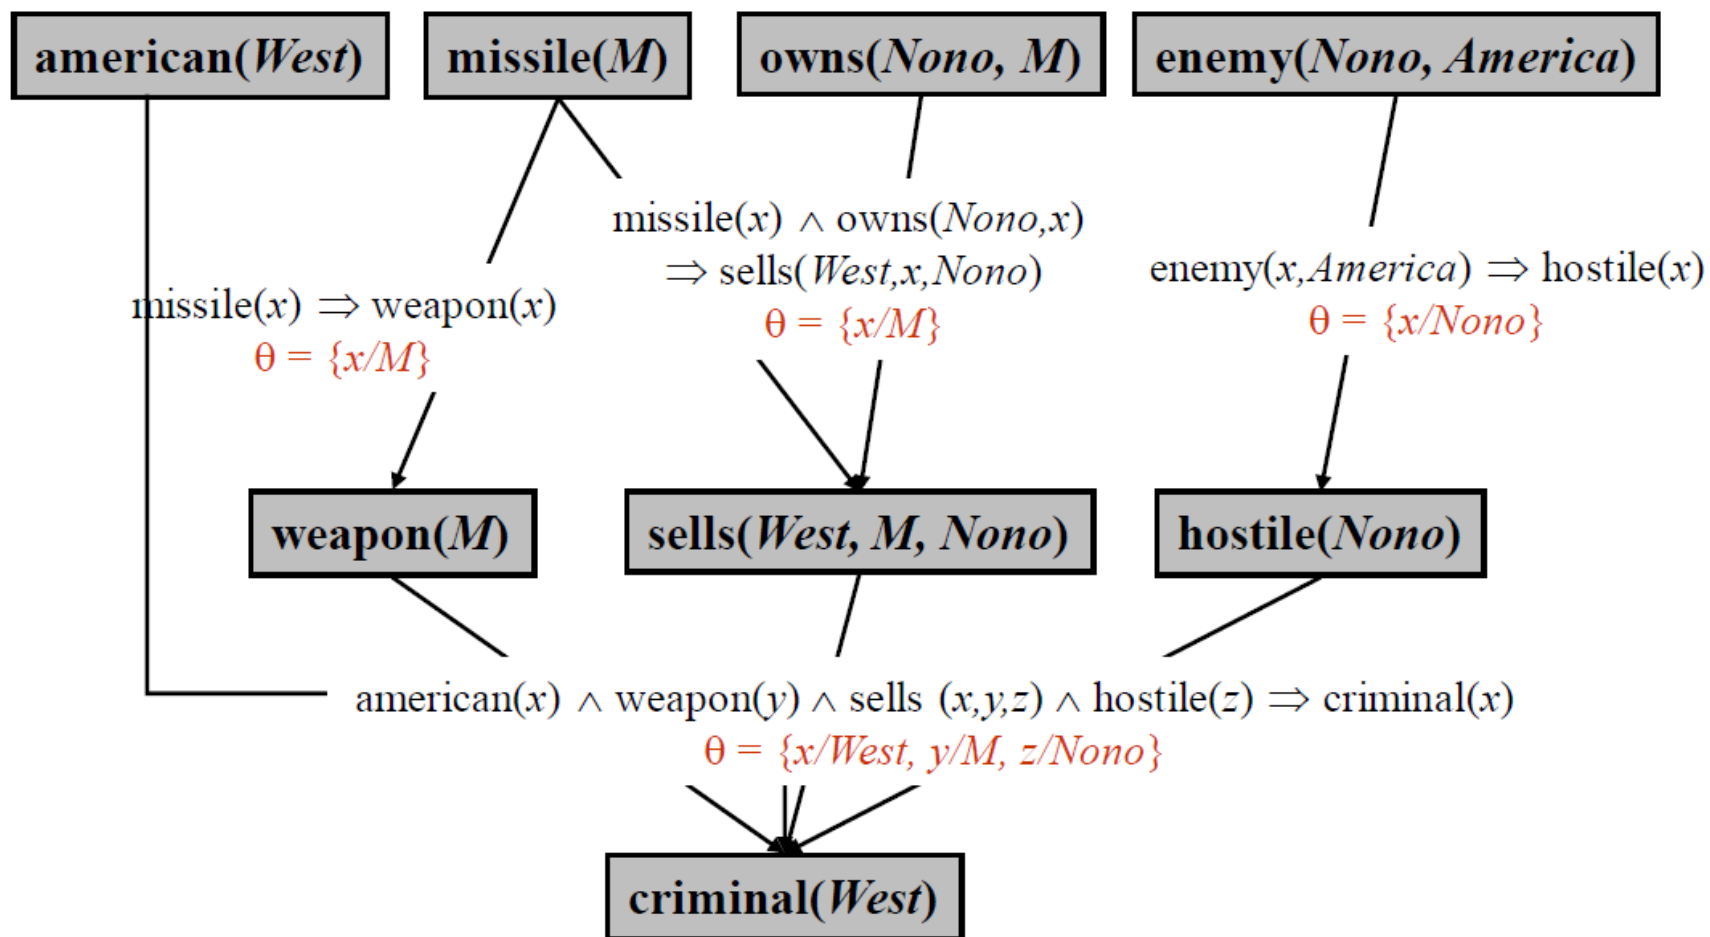 american(West)
missile(M)
owns(Nono, M)
enemy(Nono, America)
missile(x) ∧ owns(Nono,x)
⇒ sells(West,x,Nono)
θ = {x/M}
enemy(x,America) ⇒ hostile(x)
θ = {x/Nono}
missile(x) ⇒ weapon(x)
θ = {x/M}
weapon(M)
sells(West, M, Nono)
hostile(Nono)
american(x) ∧ weapon(y) ∧ sells (x,y,z) ∧ hostile(z) ⇒ criminal(x)
θ = {x/West, y/M, z/Nono}
criminal(West)